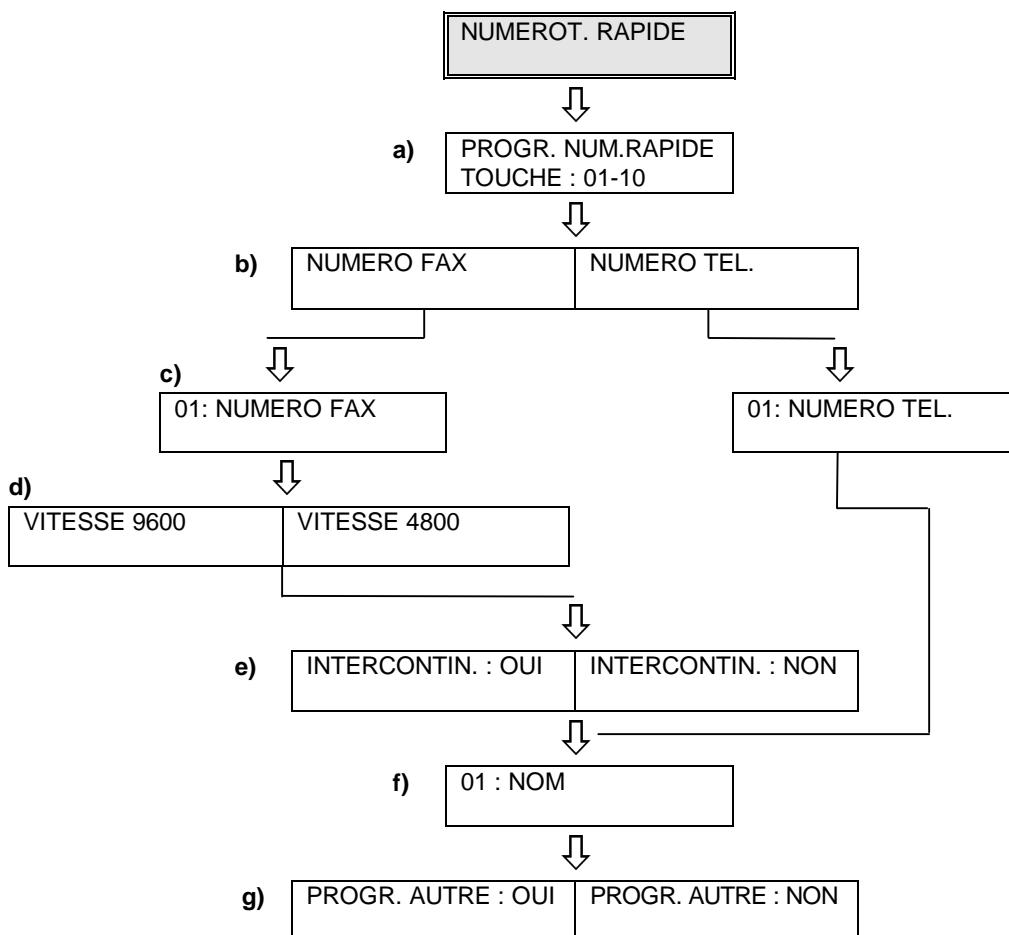 NUMEROT. RAPIDE
a)
PROGR. NUM.RAPIDE
TOUCHE : 01-10
b)
NUMERO FAX
NUMERO TEL.
c)
01: NUMERO FAX
01: NUMERO TEL.
d)
VITESSE 9600
VITESSE 4800
e)
INTERCONTIN. : OUI
INTERCONTIN. : NON
f)
01 : NOM
g)
PROGR. AUTRE : OUI
PROGR. AUTRE : NON